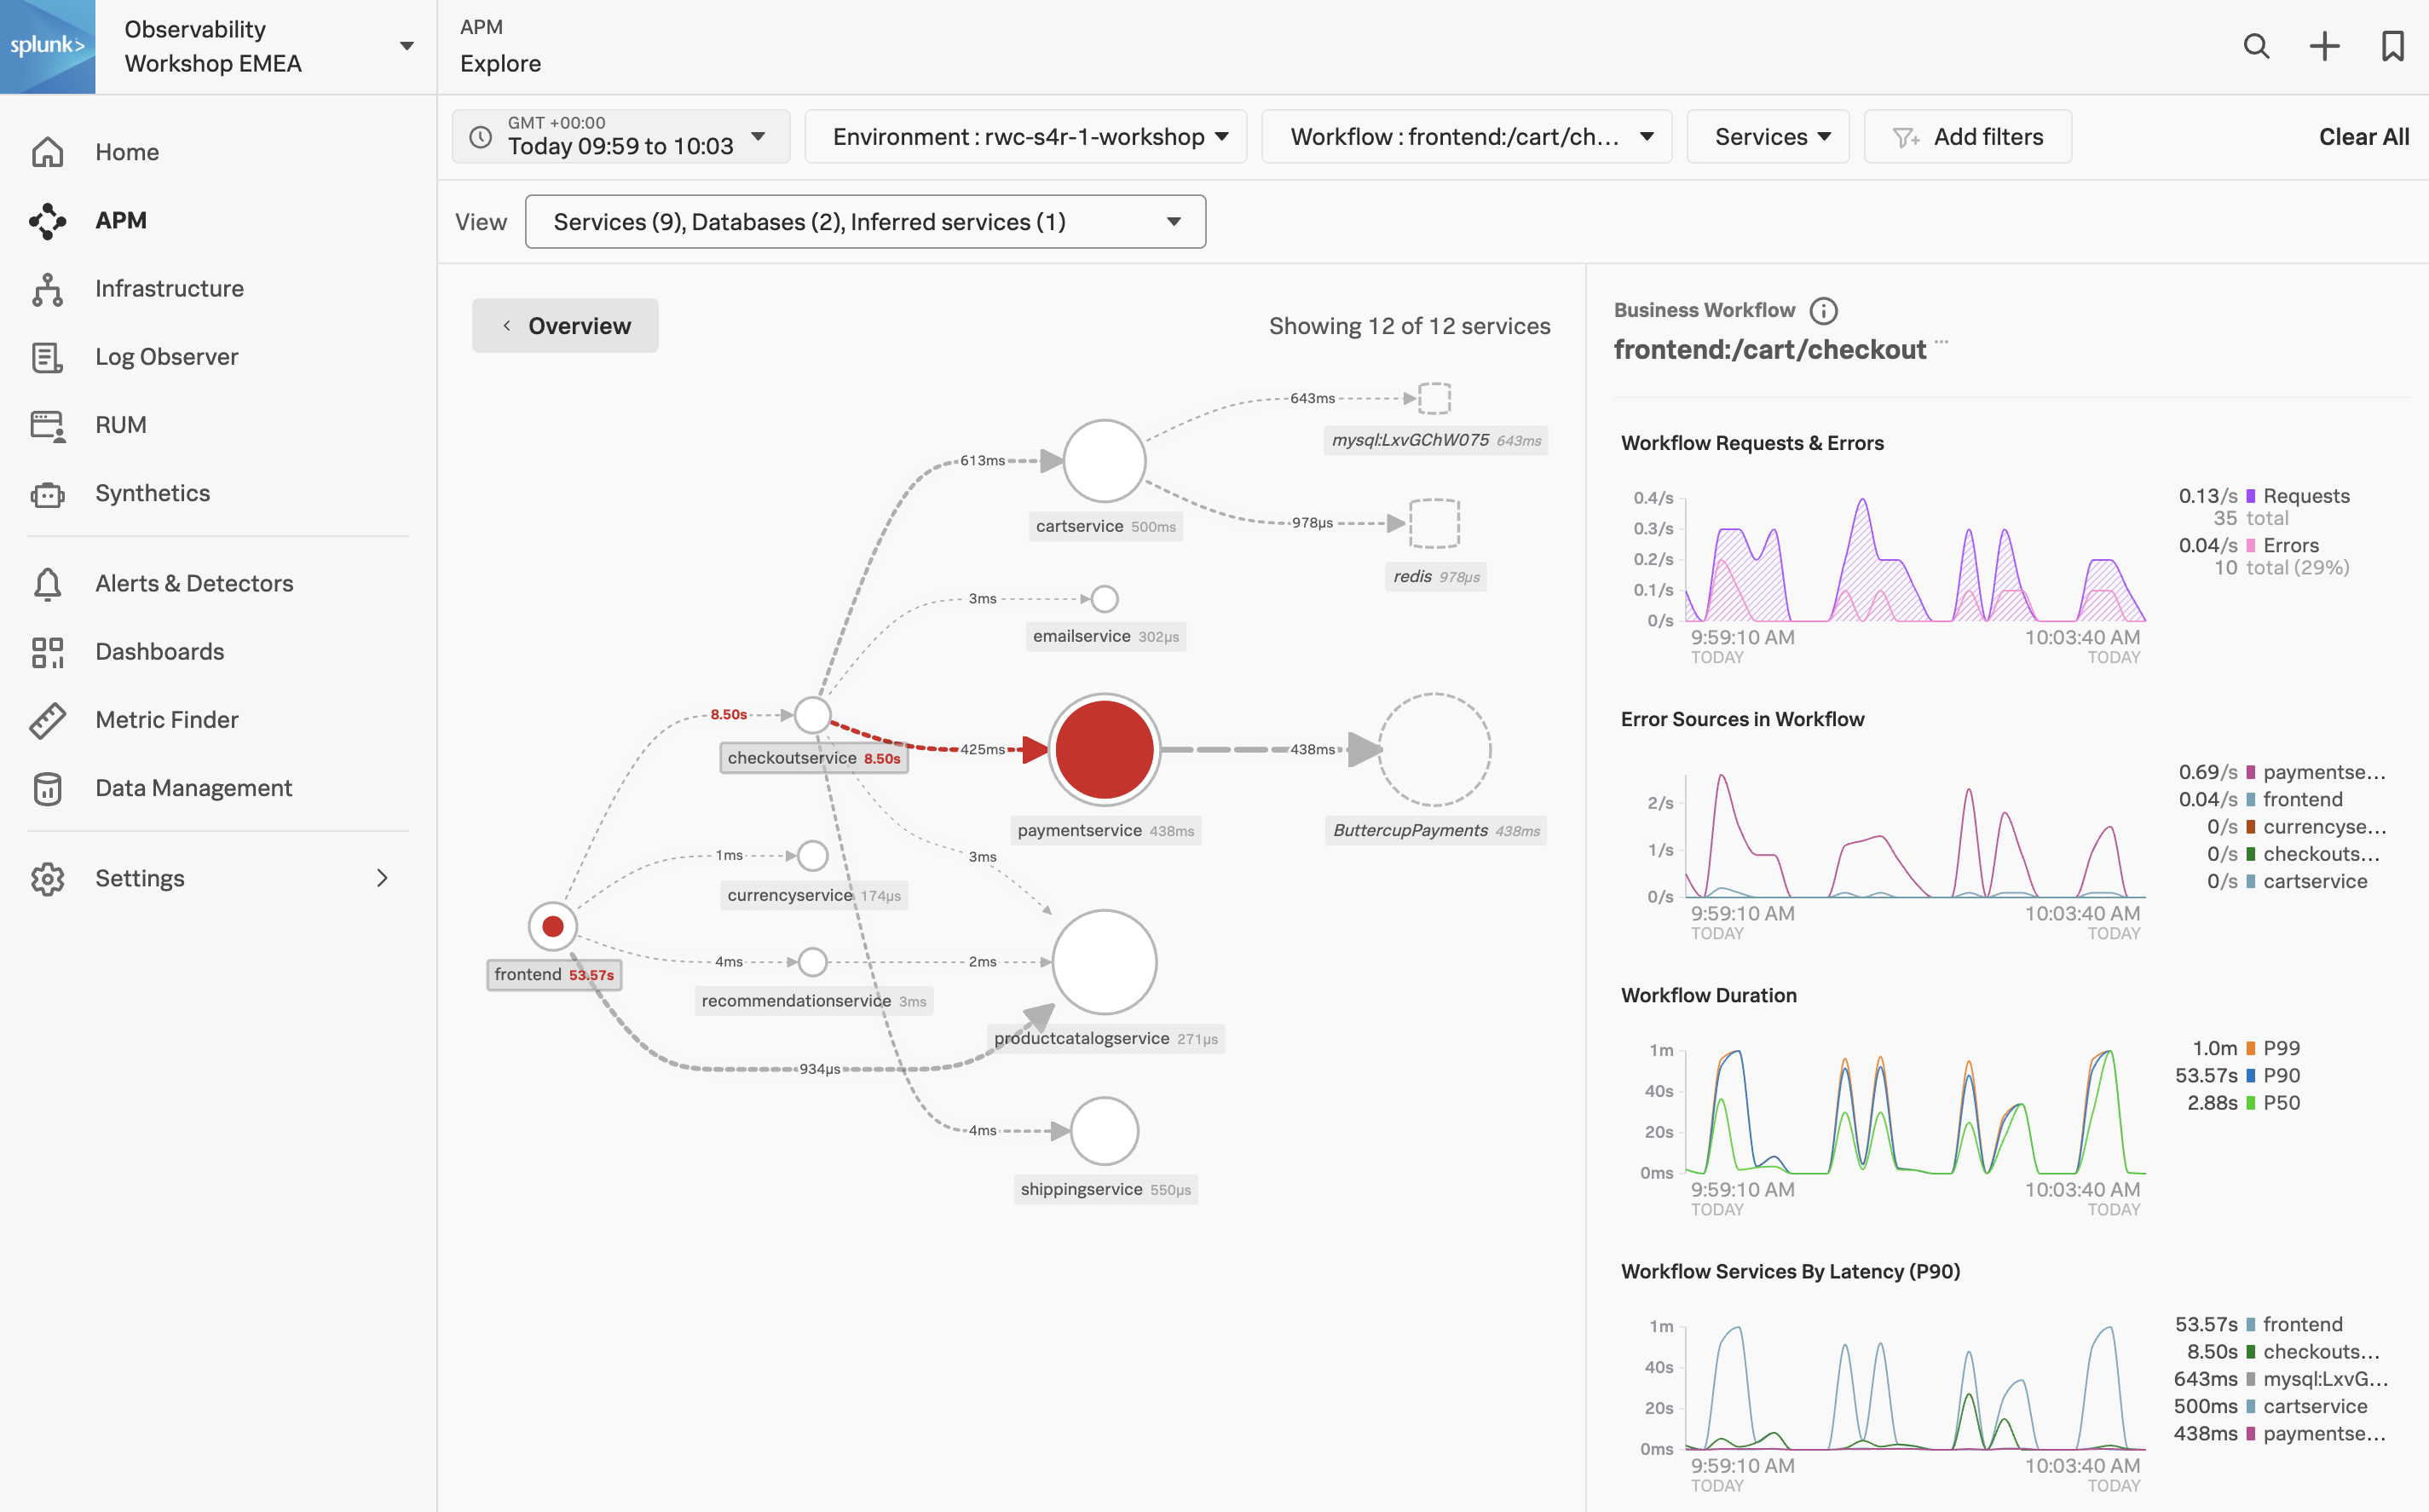 splunk>
Observability
Workshop EMEA
APM
Explore
GMT +00:00
Today 09:59 to 10:03
Environment : rwc-s4r-1-workshop
Workflow : frontend:/cart/ch...
Services
Add filters
Clear All
Home
APM
Infrastructure
Log Observer
RUM
Synthetics
Alerts & Detectors
Dashboards
Metric Finder
Data Management
Settings
View
Services (9), Databases (2), Inferred services (1)
Overview
Showing 12 of 12 services
643ms
mysql:LxvGChW075 643ms
613ms
cartservice 500ms
978µs
redis 978µs
3ms
emailservice 302µs
8.50s
checkoutservice 8.50s
425ms
paymentservice 438ms
438ms
ButtercupPayments 438ms
1ms
currencyservice 174µs
3ms
frontend 53.57s
4ms
recommendationservice 3ms
2ms
productcatalogservice 271µs
934µs
4ms
shippingservice 550µs
Business Workflow
frontend:/cart/checkout ...
Workflow Requests & Errors
0.4/s
0.3/s
0.2/s
0.1/s
0/s
9:59:10 AM
TODAY
10:03:40 AM
TODAY
0.13/s Requests
35 total
0.04/s Errors
10 total (29%)
Error Sources in Workflow
2/s
1/s
0/s
9:59:10 AM
TODAY
10:03:40 AM
TODAY
0.69/s paymentse...
0.04/s frontend
0/s currencyse...
0/s checkouts...
0/s cartservice
Workflow Duration
1m
40s
20s
0ms
9:59:10 AM
TODAY
10:03:40 AM
TODAY
1.0m P99
53.57s P90
2.88s P50
Workflow Services By Latency (P90)
1m
40s
20s
0ms
9:59:10 AM
TODAY
10:03:40 AM
TODAY
53.57s frontend
8.50s checkouts...
643ms mysql:LxvG...
500ms cartservice
438ms paymentse...